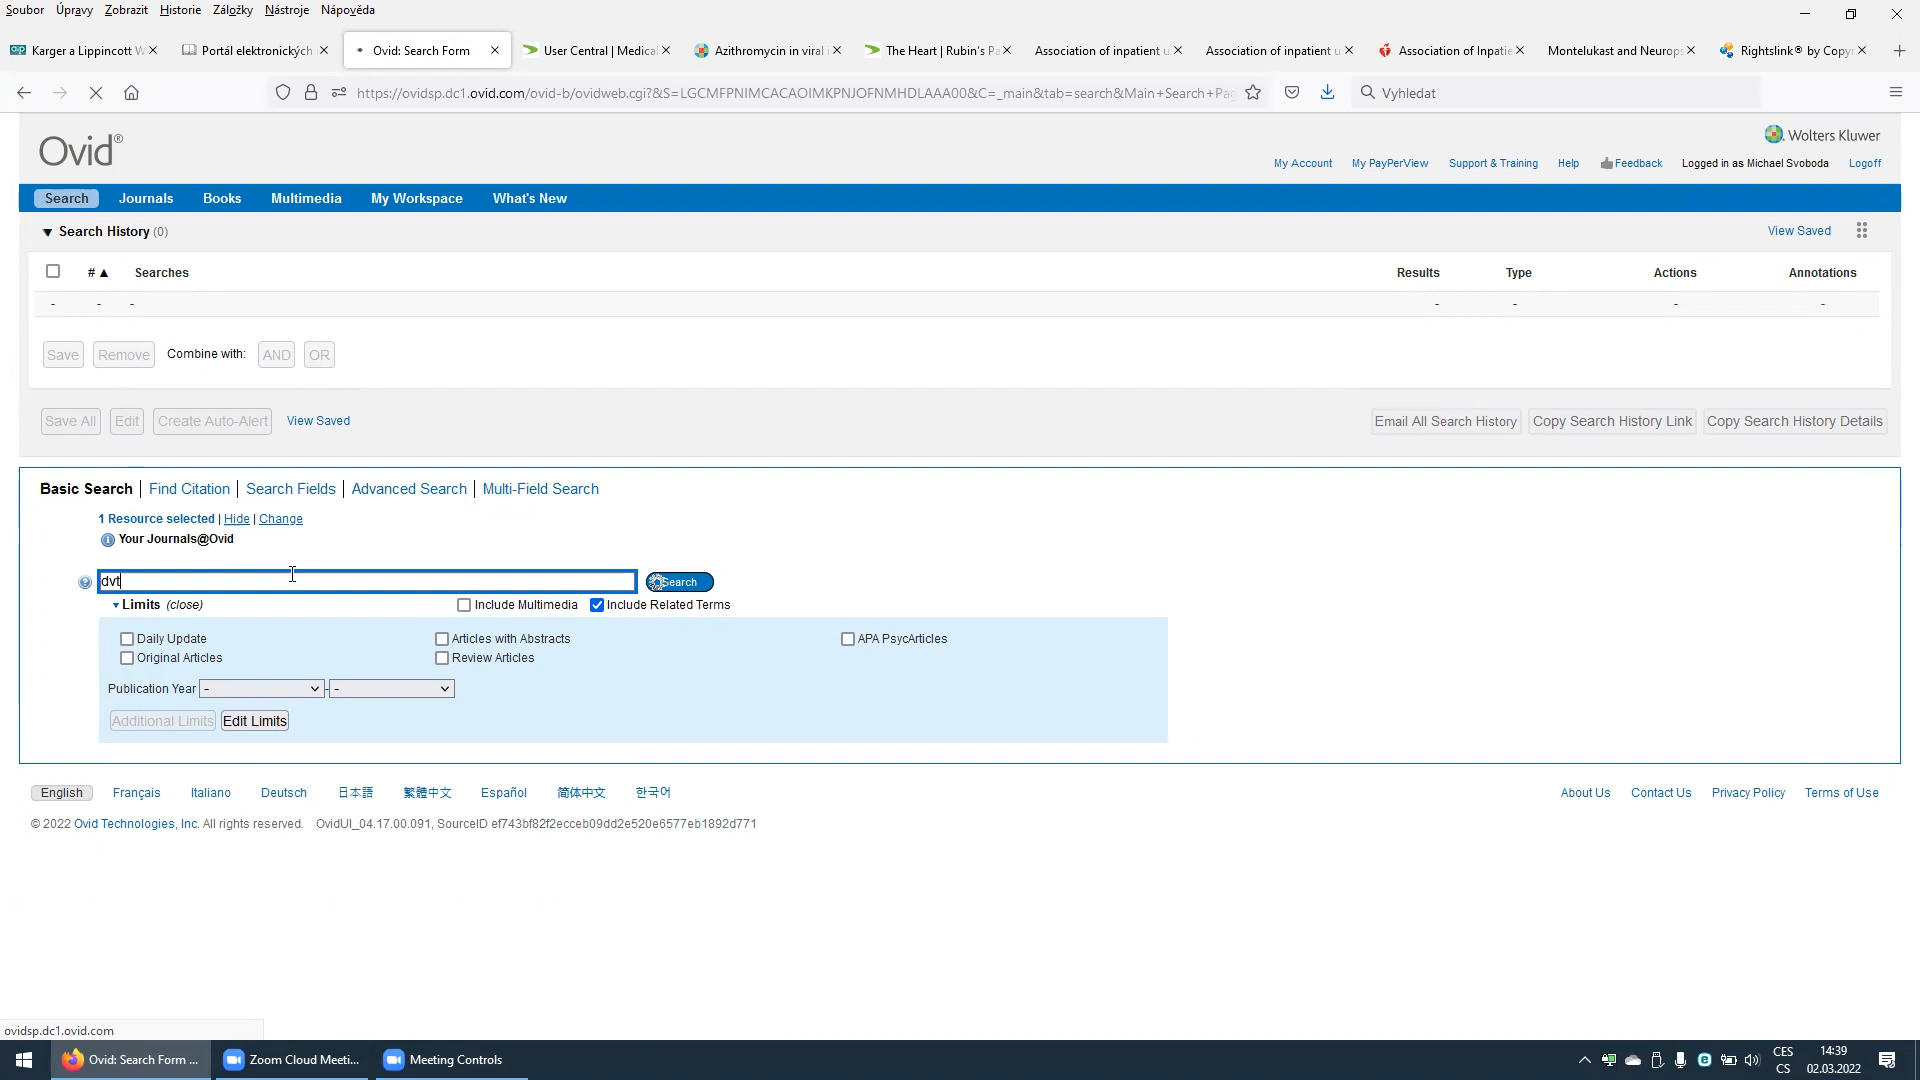 Soubor Úpravy Zobrazit Historie Záložky Nástroje Nápověda
Karger a Lippincott W
Portál elektronických
Ovid: Search Form
User Central | Medical
Azithromycin in viral i
The Heart | Rubin's Pa
Association of inpatient u
Association of inpatient u
Association of Inpatie
Montelukast and Neurops
Rightslink® by Copyr
https://ovidsp.dc1.ovid.com/ovid-b/ovidweb.cgi?&S=LGCMFPNIMCACAOIMKPNJOFNMHDLAAA00&C=_main&tab=search&Main+Search+Pag
Vyhledat
Ovid®
Wolters Kluwer
My Account My PayPerView Support & Training Help Feedback Logged in as Michael Svoboda Logoff
Search Journals Books Multimedia My Workspace What's New
Search History (0) View Saved
# ▲ Searches Results Type Actions Annotations
- - - - - - -
Save Remove Combine with: AND OR
Save All Edit Create Auto-Alert View Saved Email All Search History Copy Search History Link Copy Search History Details
Basic Search | Find Citation | Search Fields | Advanced Search | Multi-Field Search
1 Resource selected | Hide | Change
Your Journals@Ovid
dvt Search
Limits (close) Include Multimedia Include Related Terms
Daily Update Articles with Abstracts APA PsycArticles
Original Articles Review Articles
Publication Year - - -
Additional Limits Edit Limits
English Français Italiano Deutsch 日本語 繁體中文 Español 简体中文 한국어 About Us Contact Us Privacy Policy Terms of Use
© 2022 Ovid Technologies, Inc. All rights reserved. OvidUI_04.17.00.091, SourceID ef743bf82f2ecceb09dd2e520e6577eb1892d771
ovidsp.dc1.ovid.com
Ovid: Search Form ... Zoom Cloud Meeti... Meeting Controls
CES
CS
14:39
02.03.2022